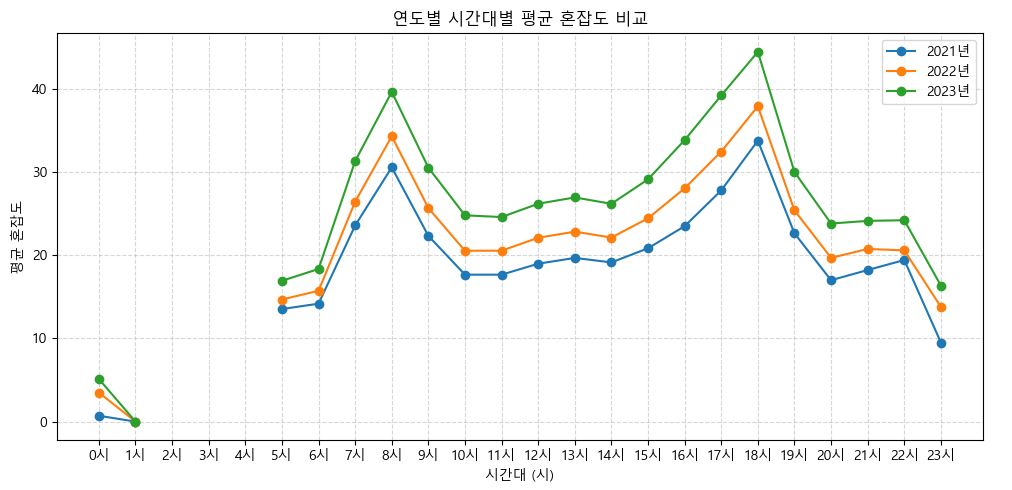 연도별 시간대별 평균 혼잡도 비교
2021년
2022년
2023년
평균 혼잡도
40
30
20
10
0
0시 1시 2시 3시 4시 5시 6시 7시 8시 9시 10시 11시 12시 13시 14시 15시 16시 17시 18시 19시 20시 21시 22시 23시
시간대 (시)